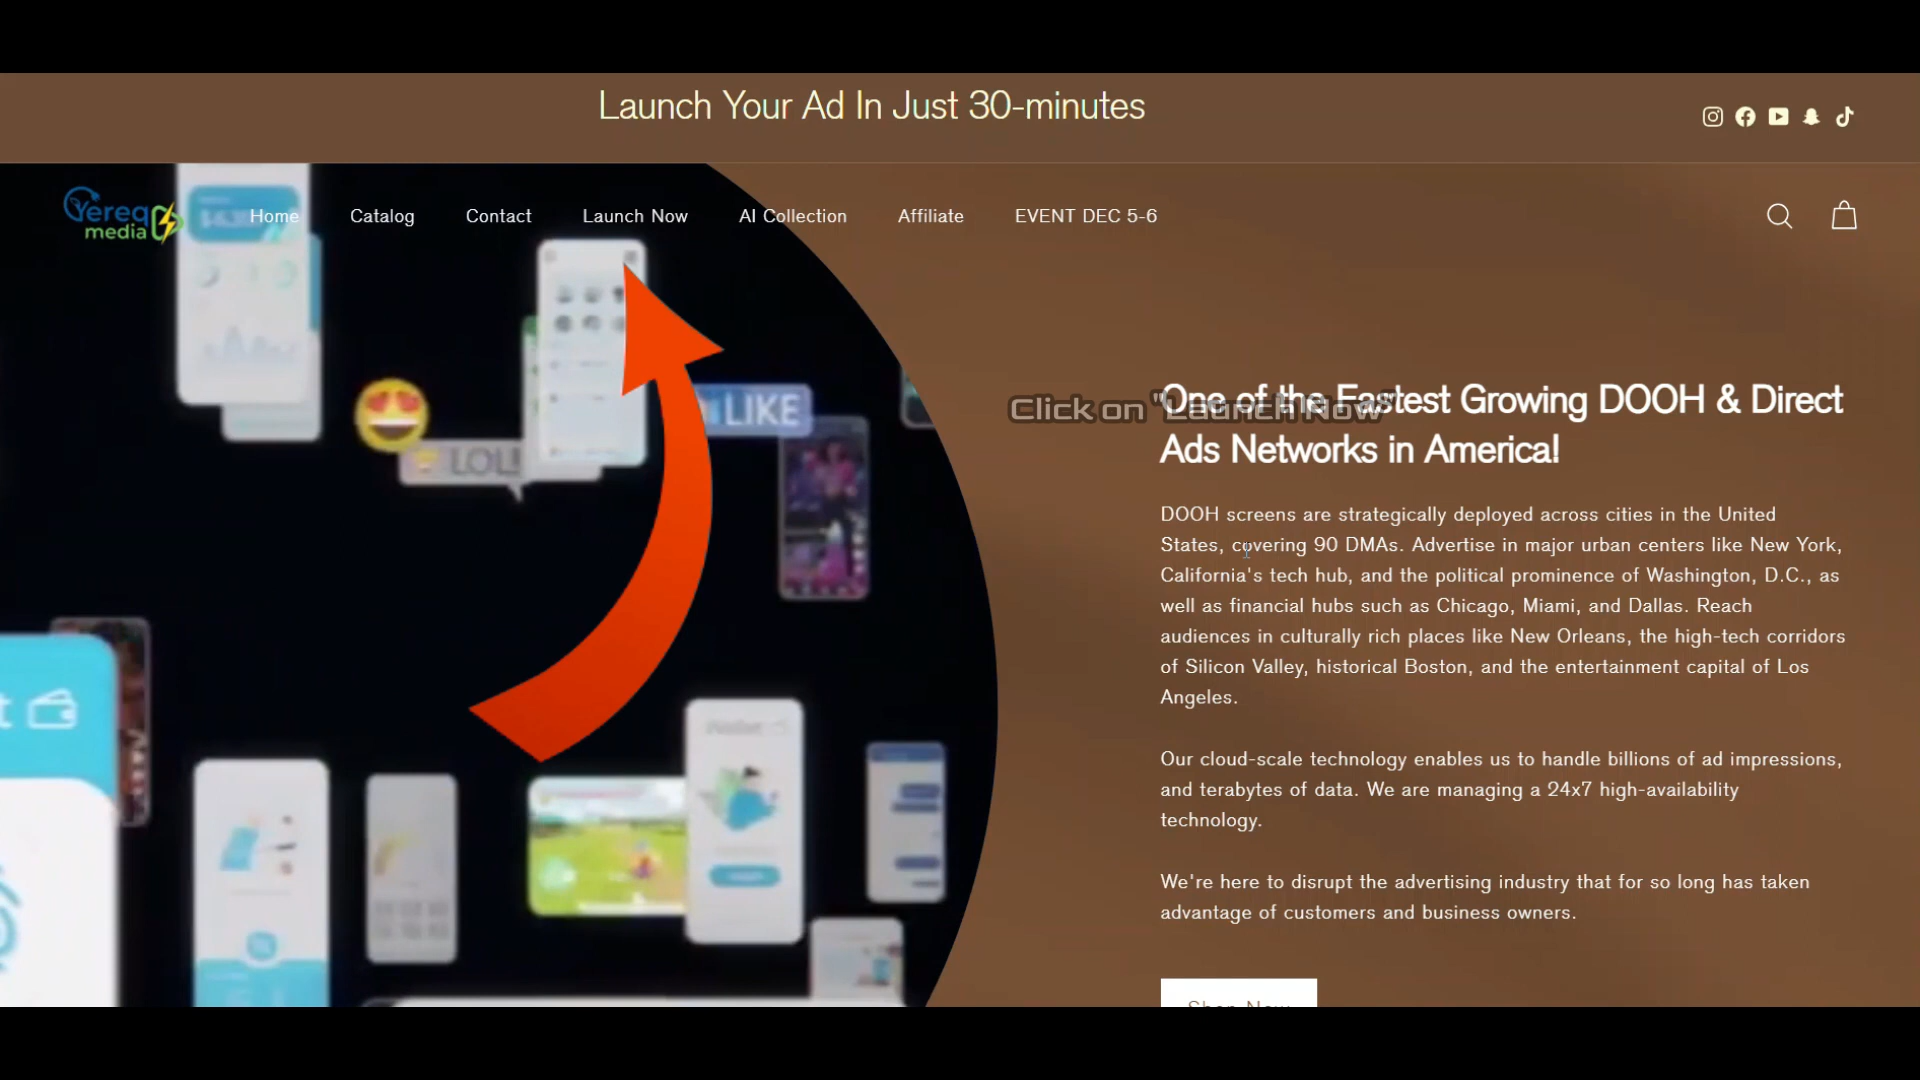 Launch Your Ad In Just 30-minutes
Vereq
media
Home
Catalog
Contact
Launch Now
AI Collection
Affiliate
EVENT DEC 5-6
LIKE
LOL!
Click on "Launch Now"
One of the Fastest Growing DOOH & Direct
Ads Networks in America!
DOOH screens are strategically deployed across cities in the United
States, covering 90 DMAs. Advertise in major urban centers like New York,
California's tech hub, and the political prominence of Washington, D.C., as
well as financial hubs such as Chicago, Miami, and Dallas. Reach
audiences in culturally rich places like New Orleans, the high-tech corridors
of Silicon Valley, historical Boston, and the entertainment capital of Los
Angeles.
Our cloud-scale technology enables us to handle billions of ad impressions,
and terabytes of data. We are managing a 24x7 high-availability
technology.
We're here to disrupt the advertising industry that for so long has taken
advantage of customers and business owners.
Shop Now